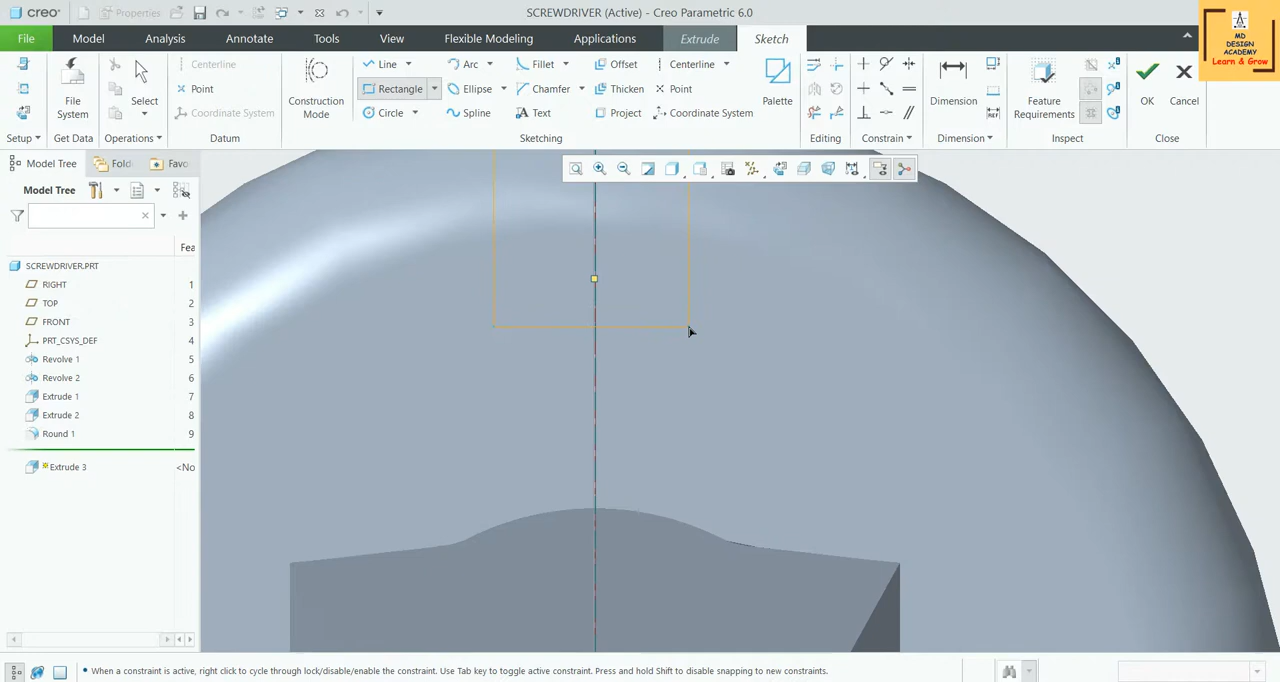 creo
Properties
SCREWDRIVER (Active) - Creo Parametric 6.0
MD
DESIGN
ACADEMY
Learn & Grow
File
Model
Analysis
Annotate
Tools
View
Flexible Modeling
Applications
Extrude
Sketch
Centerline
Line
Arc
Fillet
Offset
Centerline
Point
Rectangle
Ellipse
Chamfer
Thicken
Point
Coordinate System
Circle
Spline
Text
Project
Coordinate System
File
System
Select
Construction
Mode
Palette
Dimension
Feature
Requirements
OK
Cancel
Setup
Get Data
Operations
Datum
Sketching
Editing
Constrain
Dimension
Inspect
Close
Model Tree
Fold
Favo
Model Tree
Fea
SCREWDRIVER.PRT
RIGHT 1
TOP 2
FRONT 3
PRT_CSYS_DEF 4
Revolve 1 5
Revolve 2 6
Extrude 1 7
Extrude 2 8
Round 1 9
Extrude 3 <No
When a constraint is active, right click to cycle through lock/disable/enable the constraint. Use Tab key to toggle active constraint. Press and hold Shift to disable snapping to new constraints.